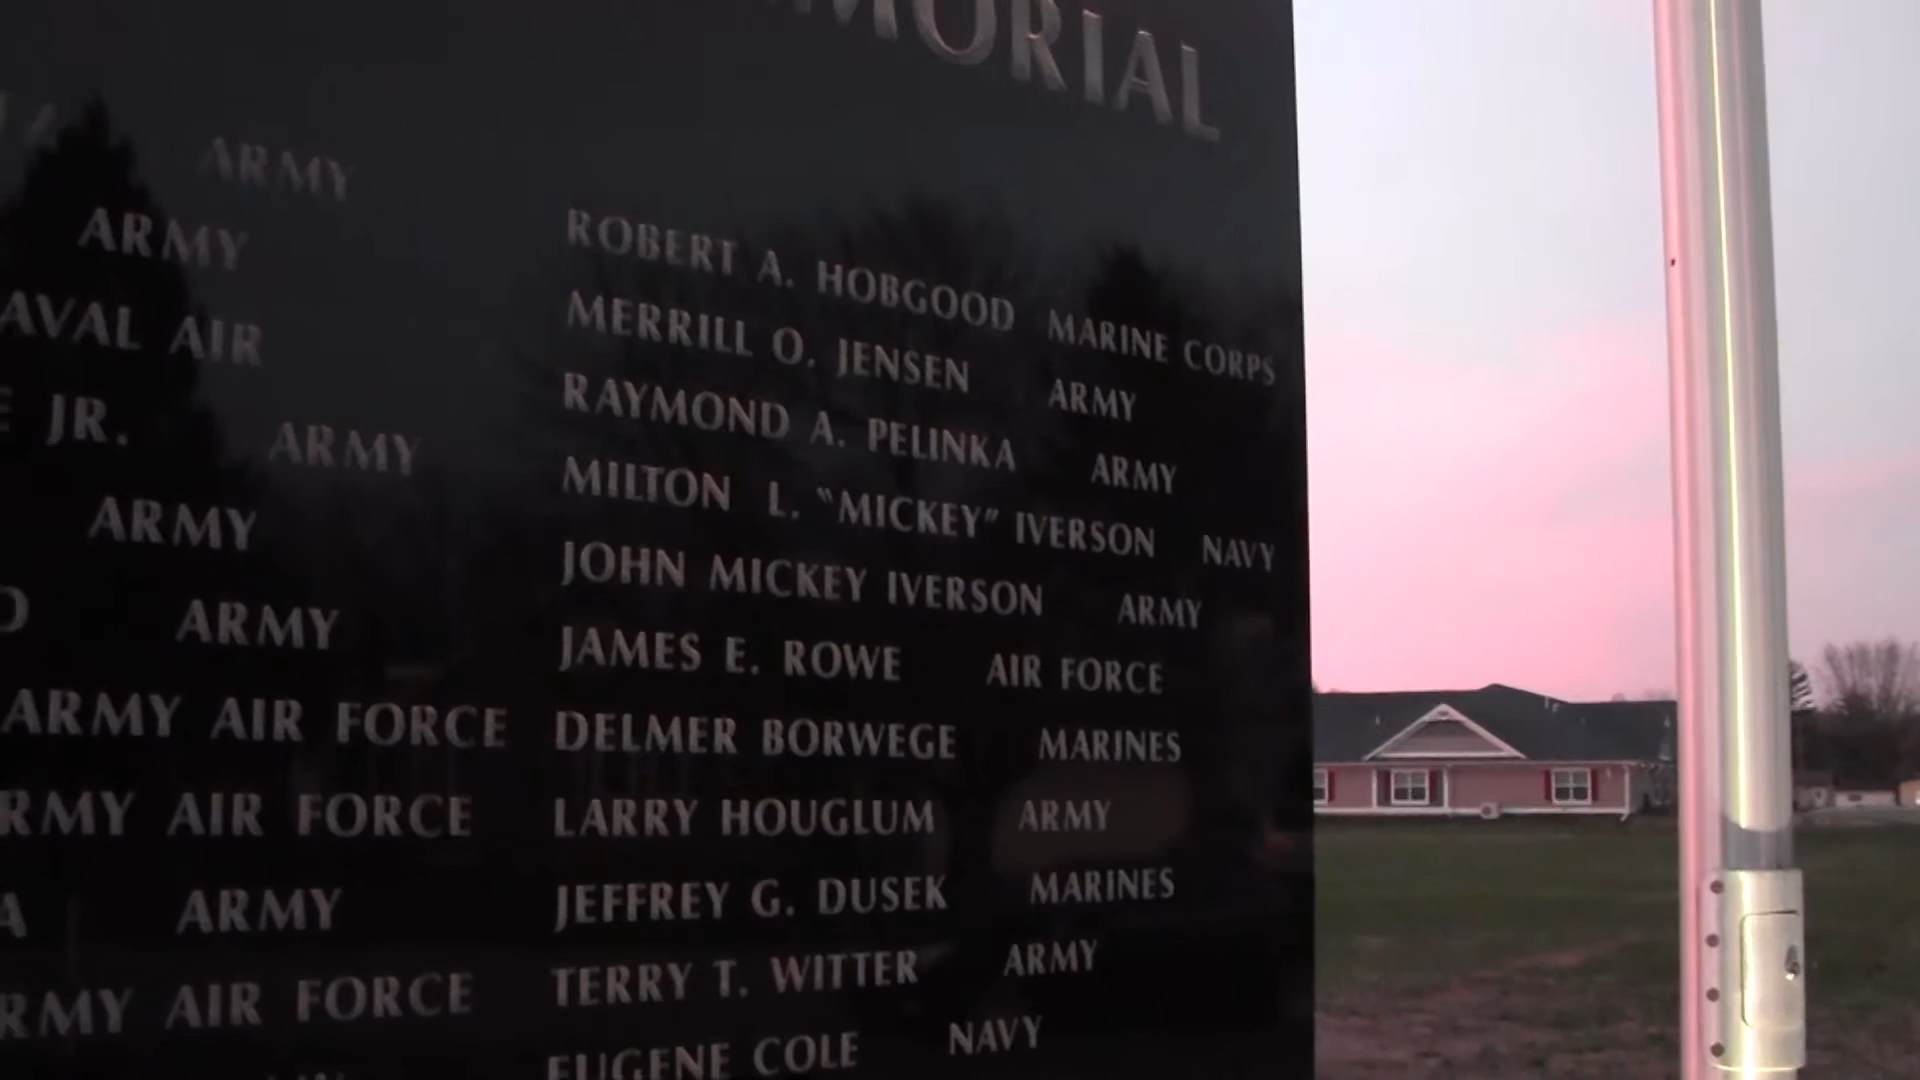 MORIAL
ARMY
ARMY
AVAL AIR
JR. ARMY
ARMY
ARMY
ARMY AIR FORCE
RMY AIR FORCE
A ARMY
RMY AIR FORCE
ROBERT A. HOBGOOD MARINE CORPS
MERRILL O. JENSEN ARMY
RAYMOND A. PELINKA ARMY
MILTON L. "MICKEY" IVERSON NAVY
JOHN MICKEY IVERSON ARMY
JAMES E. ROWE AIR FORCE
DELMER BORWEGE MARINES
LARRY HOUGLUM ARMY
JEFFREY G. DUSEK MARINES
TERRY T. WITTER ARMY
EUGENE COLE NAVY